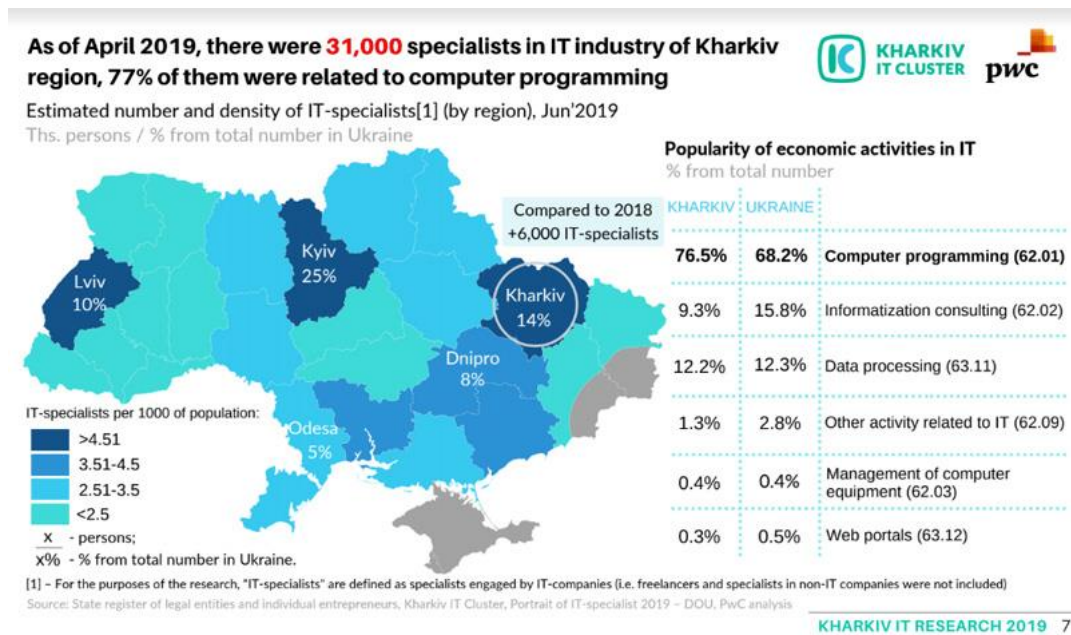 As of April 2019, there were 31,000 specialists in IT industry of Kharkiv
region, 77% of them were related to computer programming
KHARKIV
IT CLUSTER
pwc
Estimated number and density of IT-specialists[1] (by region), Jun'2019
Ths. persons / % from total number in Ukraine
Popularity of economic activities in IT
% from total number
KHARKIV UKRAINE
76.5% 68.2% Computer programming (62.01)
9.3% 15.8% Informatization consulting (62.02)
12.2% 12.3% Data processing (63.11)
1.3% 2.8% Other activity related to IT (62.09)
0.4% 0.4% Management of computer
equipment (62.03)
0.3% 0.5% Web portals (63.12)
Compared to 2018
+6,000 IT-specialists
Lviv
10%
Kyiv
25%
Kharkiv
14%
Dnipro
8%
Odesa
5%
IT-specialists per 1000 of population:
>4.51
3.51-4.5
2.51-3.5
<2.5
x - persons;
x% - % from total number in Ukraine.
[1] – For the purposes of the research, "IT-specialists" are defined as specialists engaged by IT-companies (i.e. freelancers and specialists in non-IT companies were not included)
Source: State register of legal entities and individual entrepreneurs, Kharkiv IT Cluster, Portrait of IT-specialist 2019 – DOU, PwC analysis
KHARKIV IT RESEARCH 2019 7